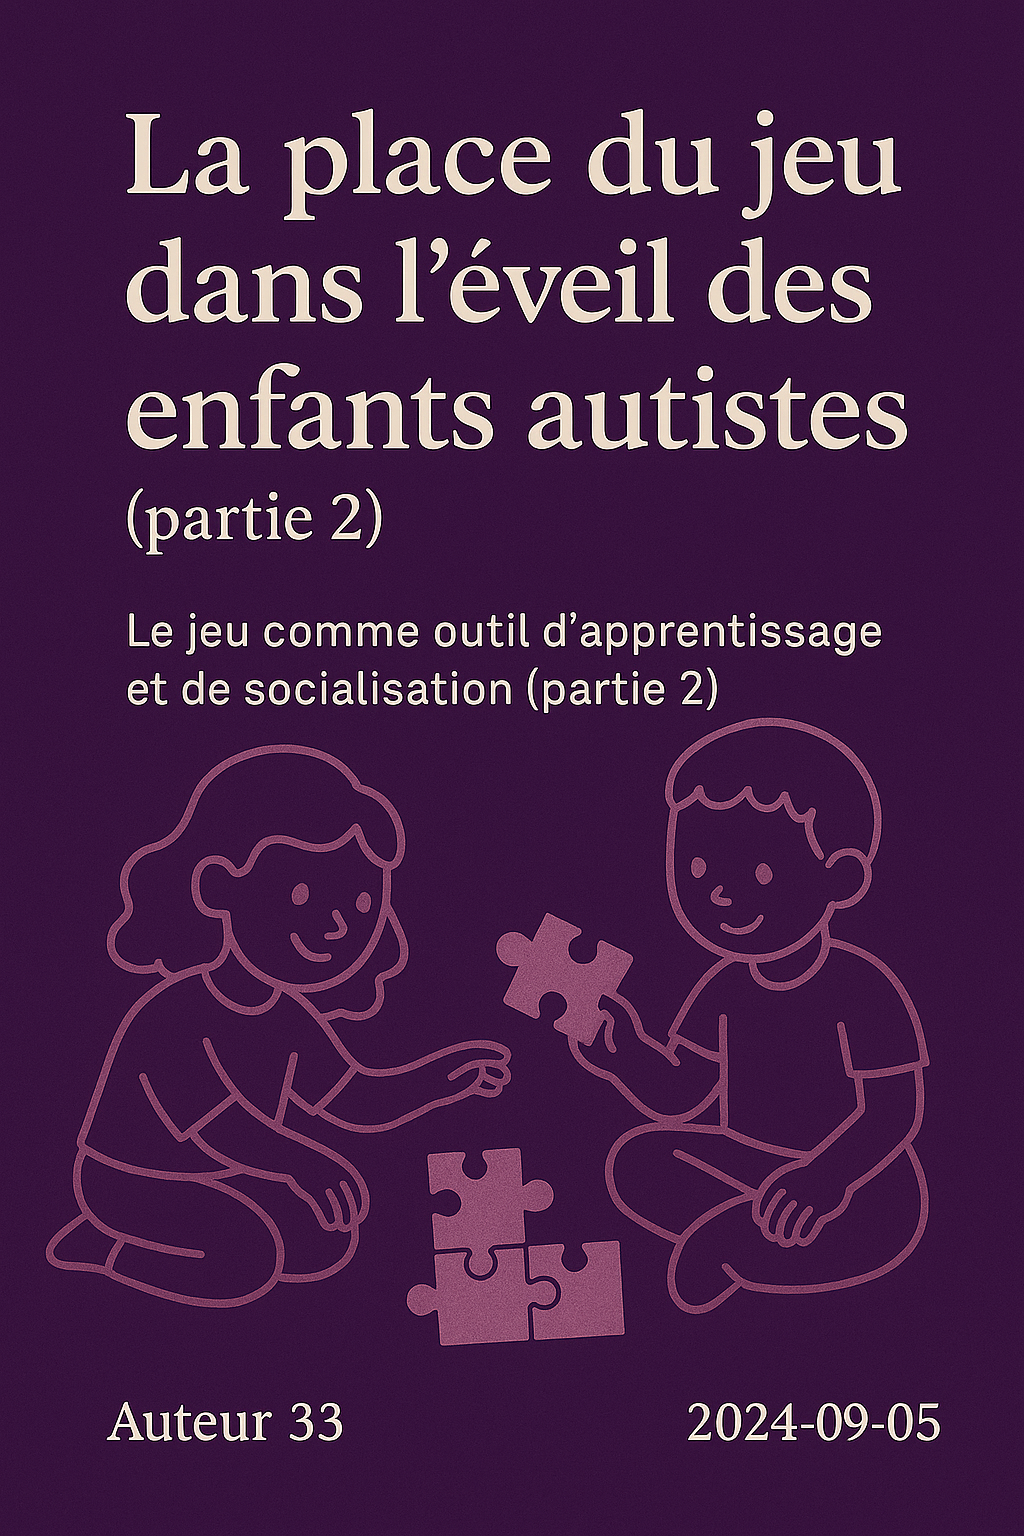 La place du jeu
dans l’éveil des
enfants autistes
(partie 2)
Le jeu comme outil d’apprentissage
et de socialisation (partie 2)
Auteur 33
2024-09-05